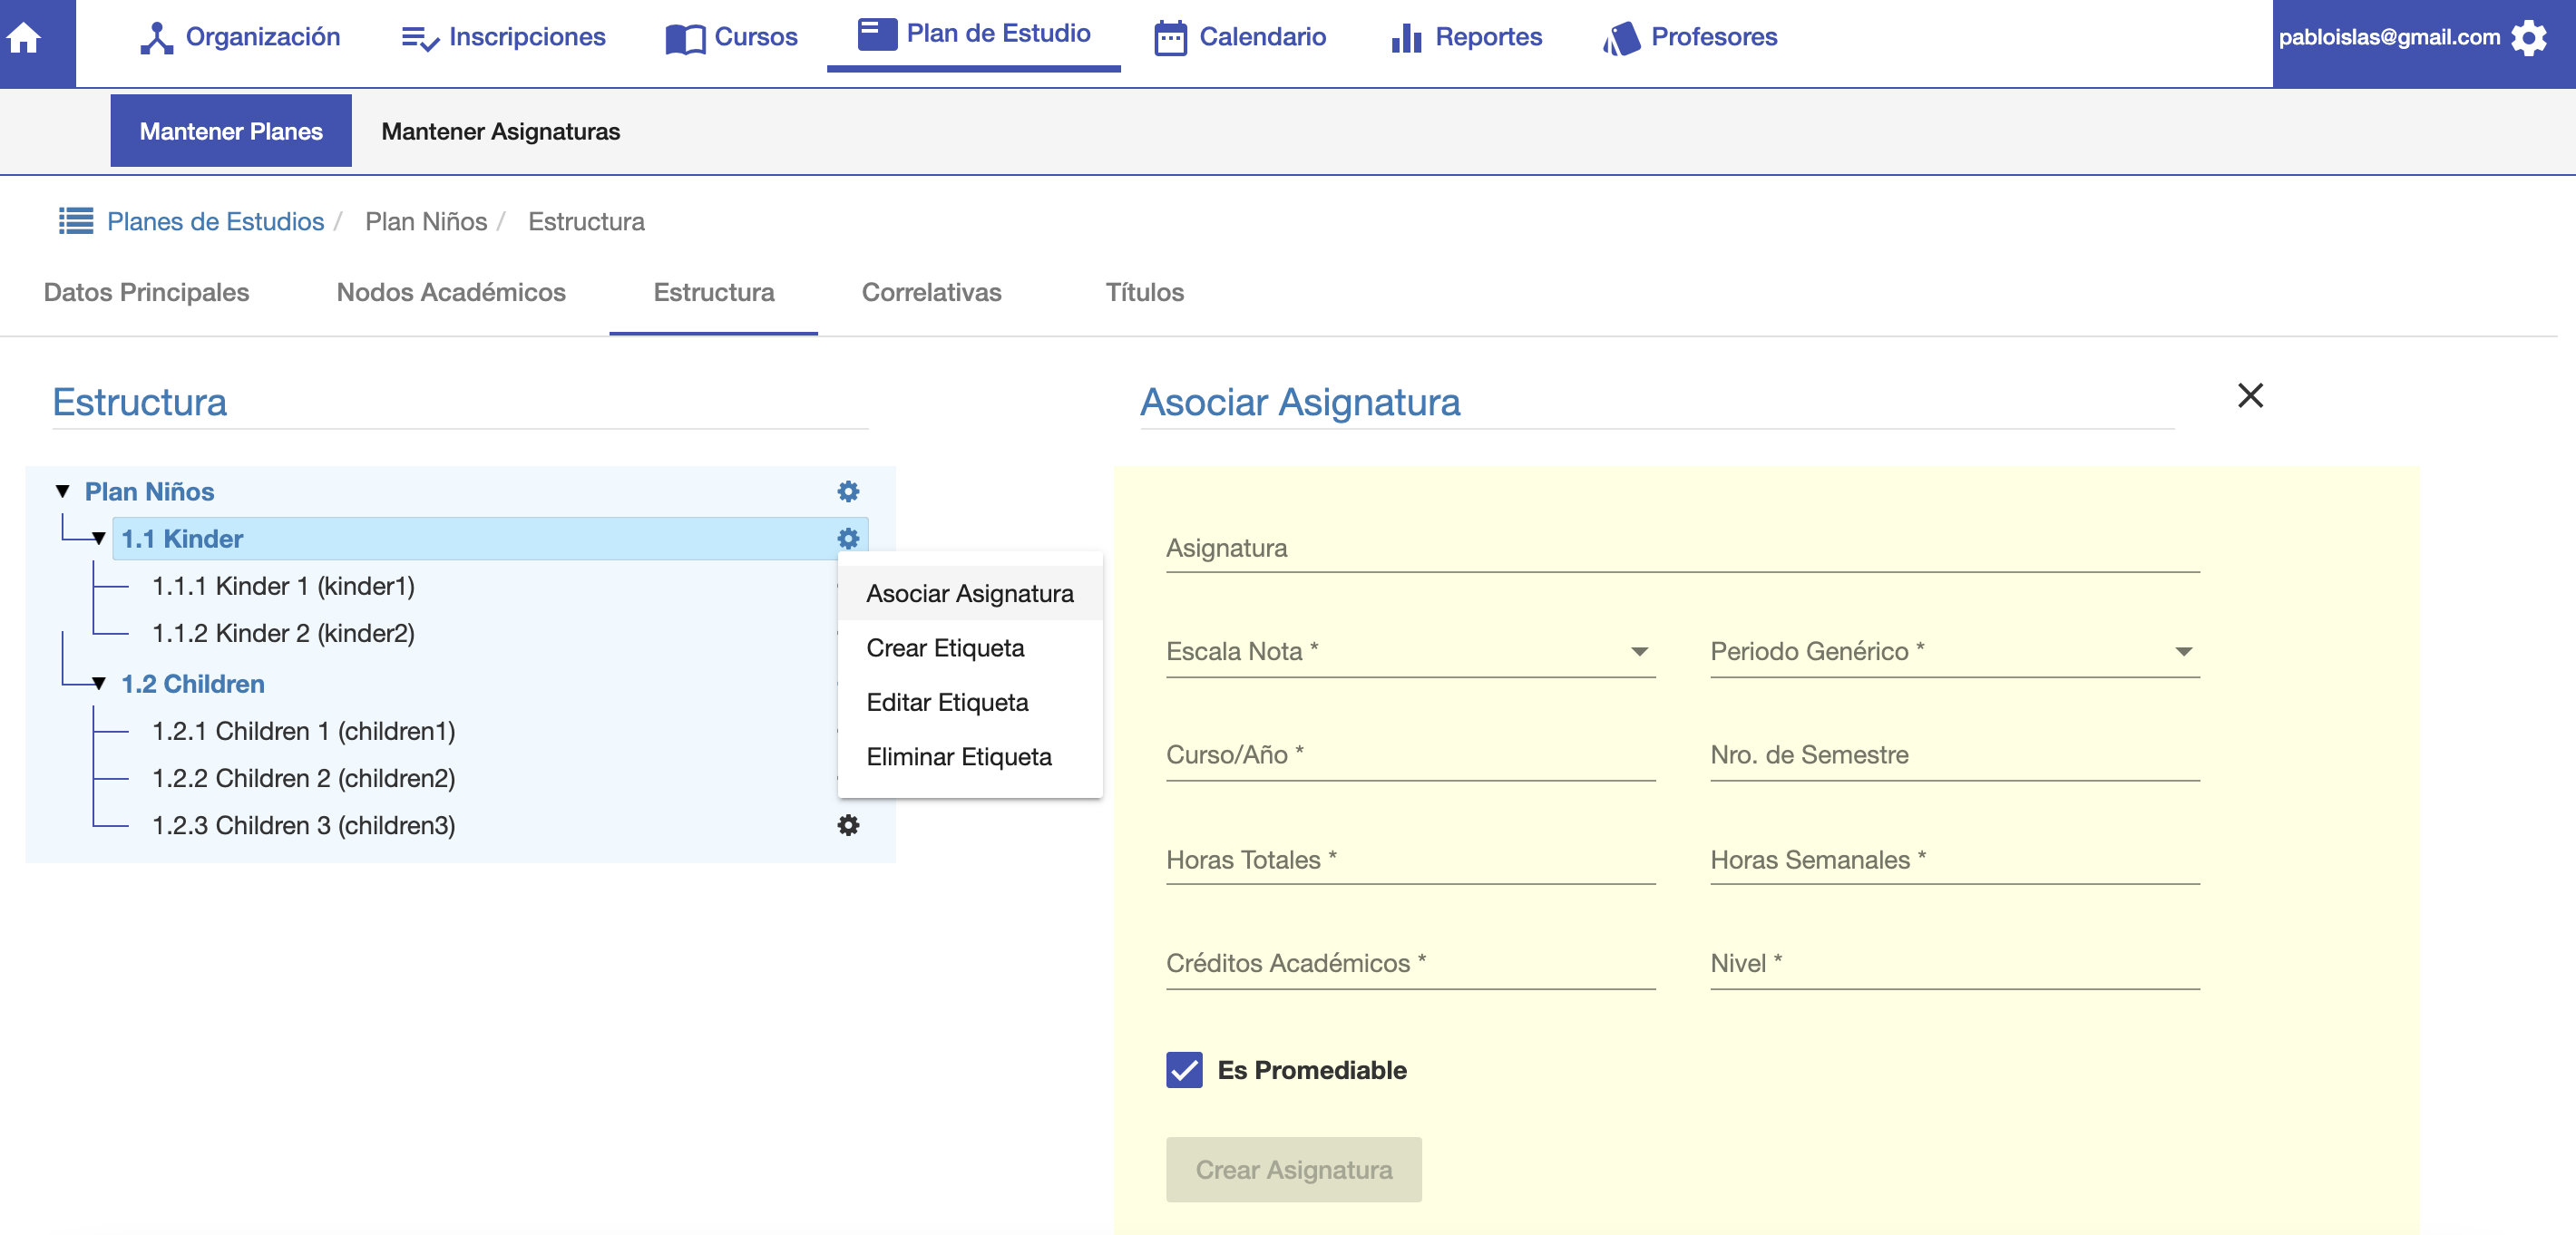 Organización Inscripciones Cursos Plan de Estudio Calendario Reportes Profesores pabloislas@gmail.com
Mantener Planes Mantener Asignaturas
Planes de Estudios / Plan Niños / Estructura
Datos Principales Nodos Académicos Estructura Correlativas Títulos
Estructura
Plan Niños
1.1 Kinder
1.1.1 Kinder 1 (kinder1)
1.1.2 Kinder 2 (kinder2)
1.2 Children
1.2.1 Children 1 (children1)
1.2.2 Children 2 (children2)
1.2.3 Children 3 (children3)
Asociar Asignatura
Crear Etiqueta
Editar Etiqueta
Eliminar Etiqueta
Asociar Asignatura
Asignatura
Escala Nota * Periodo Genérico *
Curso/Año * Nro. de Semestre
Horas Totales * Horas Semanales *
Créditos Académicos * Nivel *
Es Promediable
Crear Asignatura